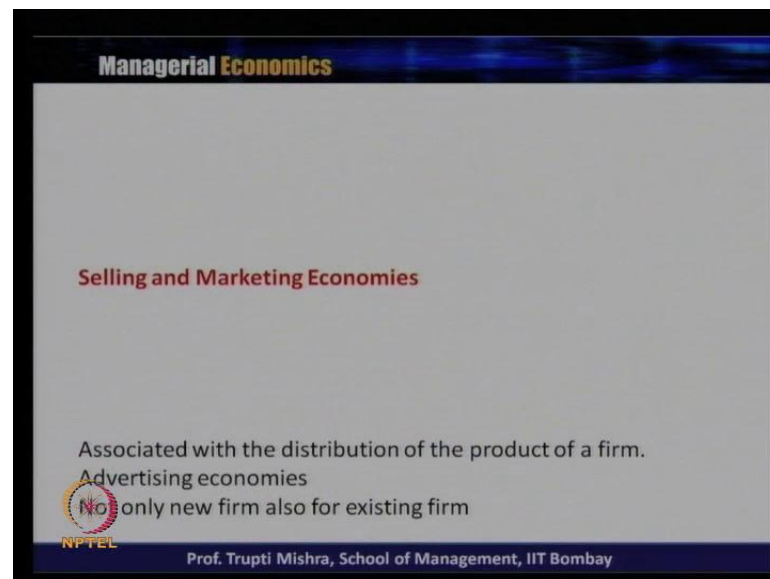 Managerial Economics
Selling and Marketing Economies
Associated with the distribution of the product of a firm.
Advertising economies
Not only new firm also for existing firm
NPTEL
Prof. Trupti Mishra, School of Management, IIT Bombay